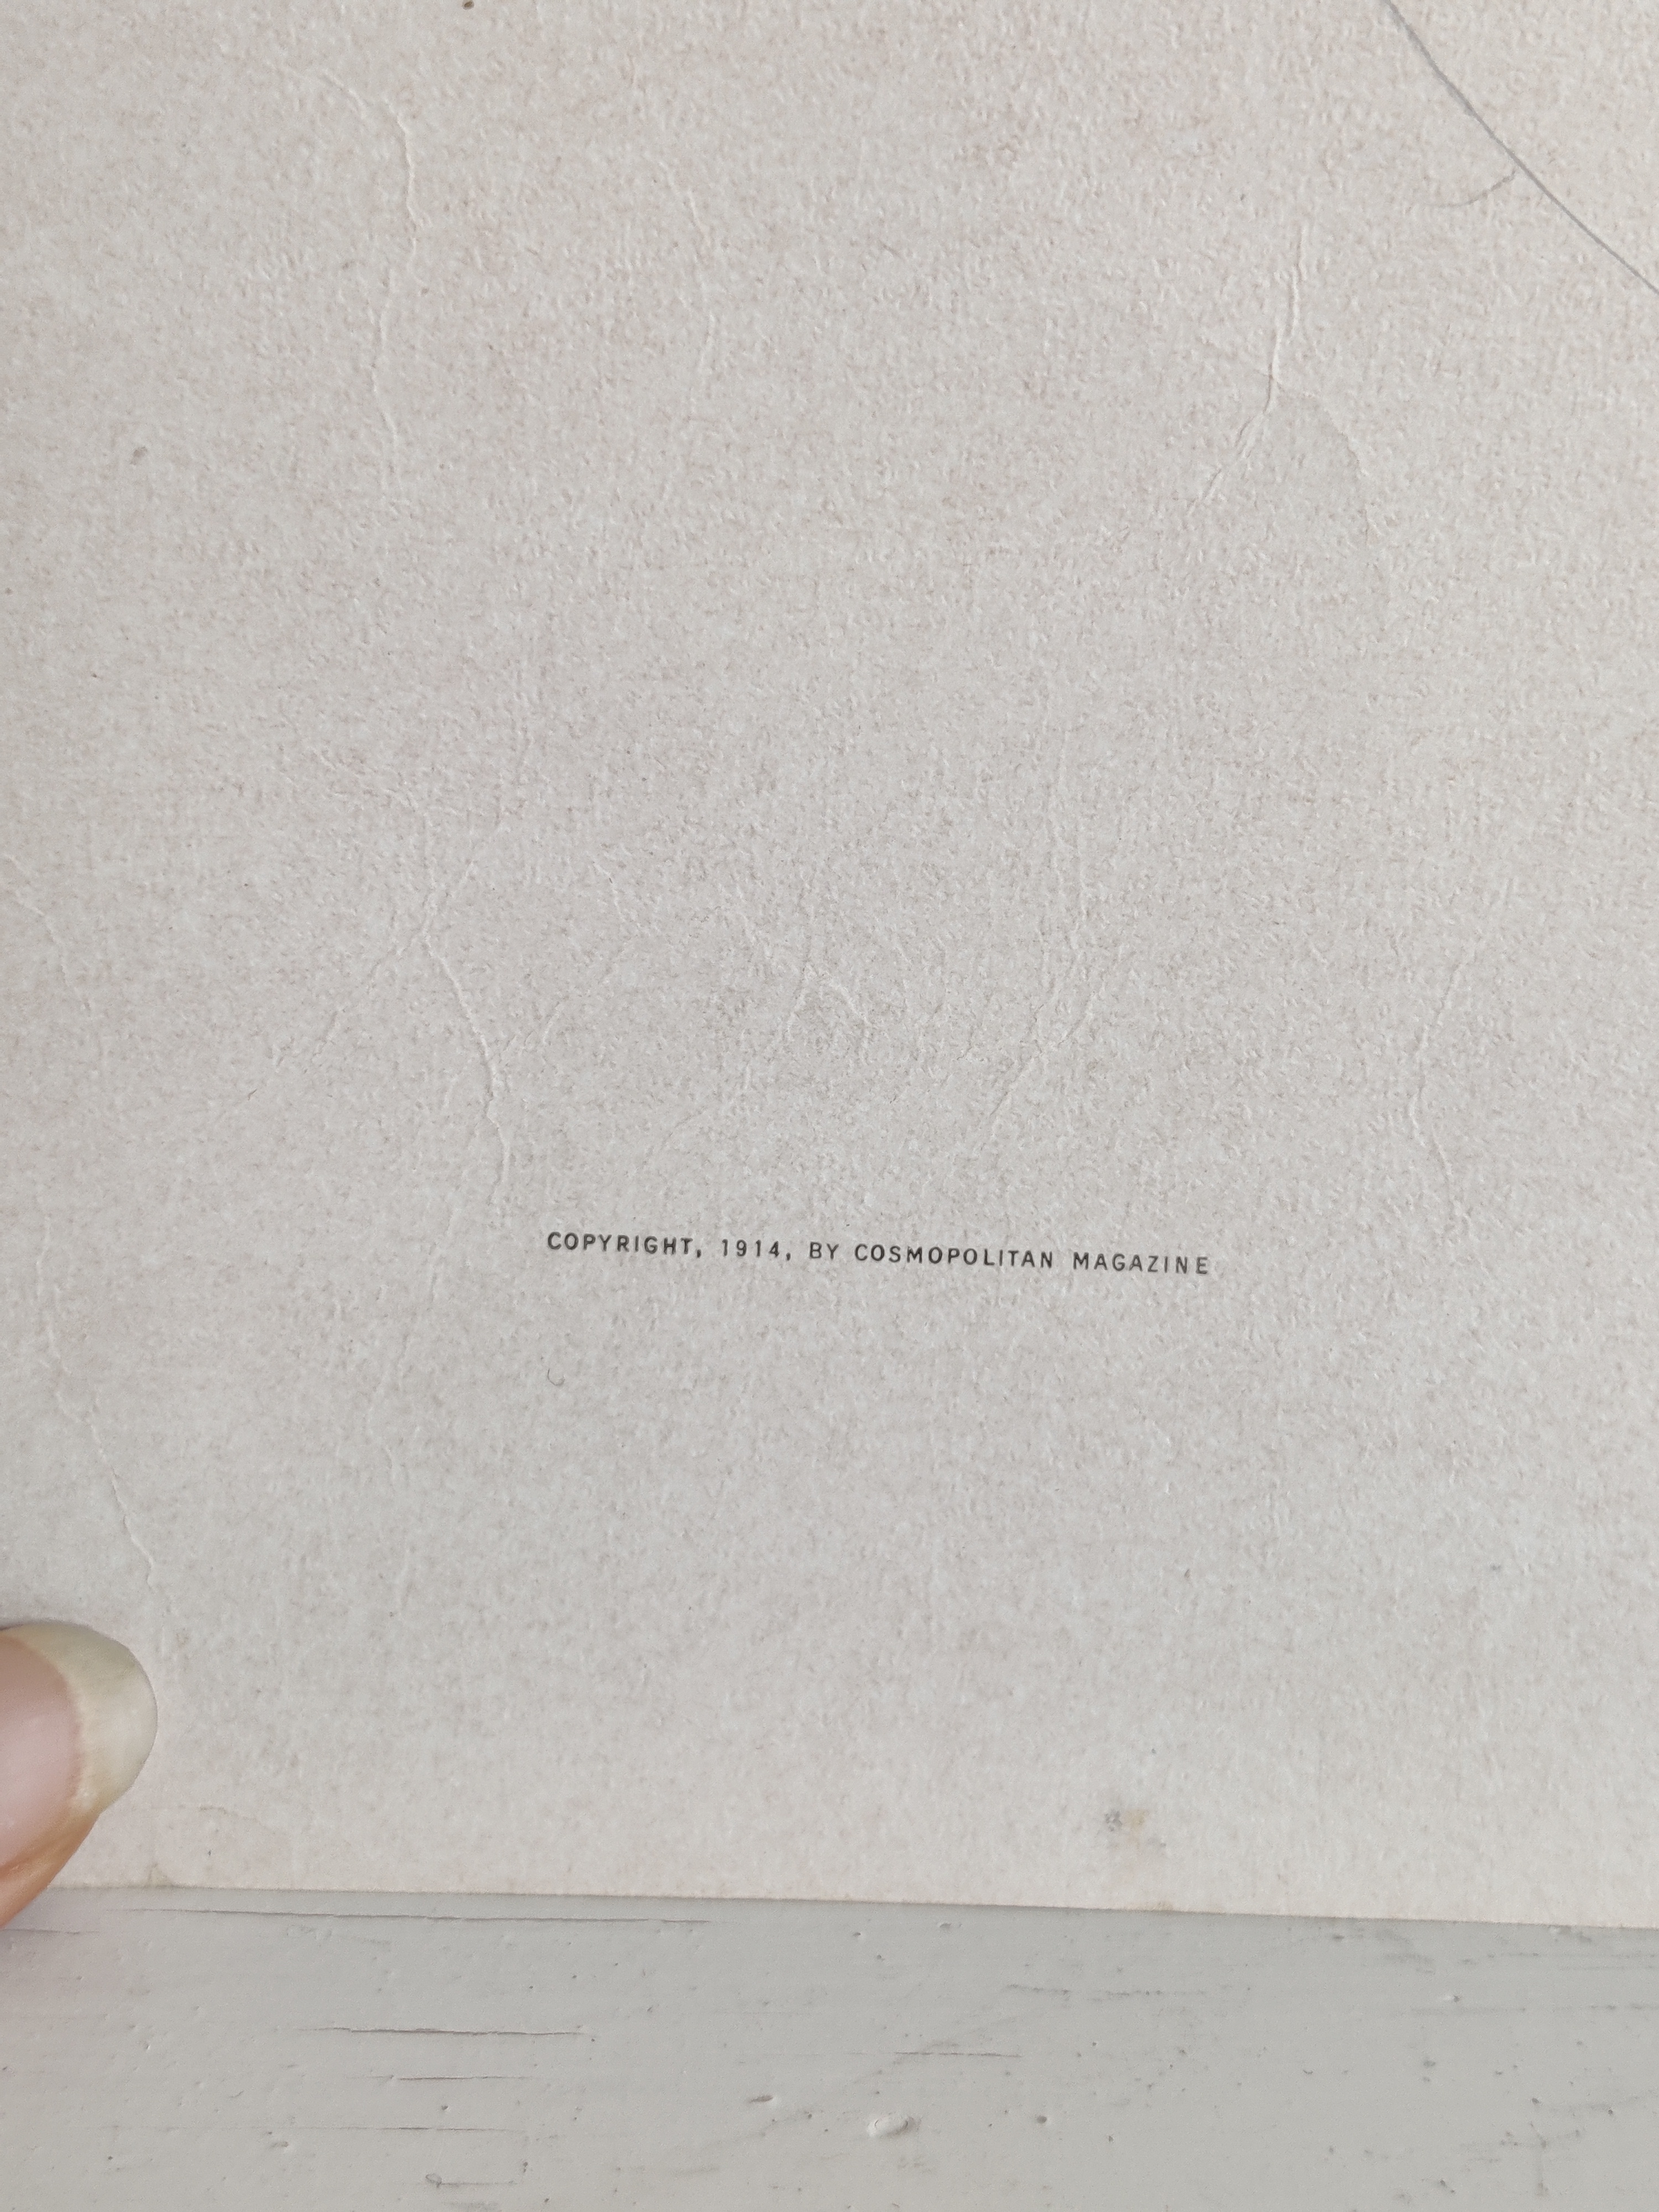 COPYRIGHT, 1914, BY COSMOPOLITAN MAGAZINE